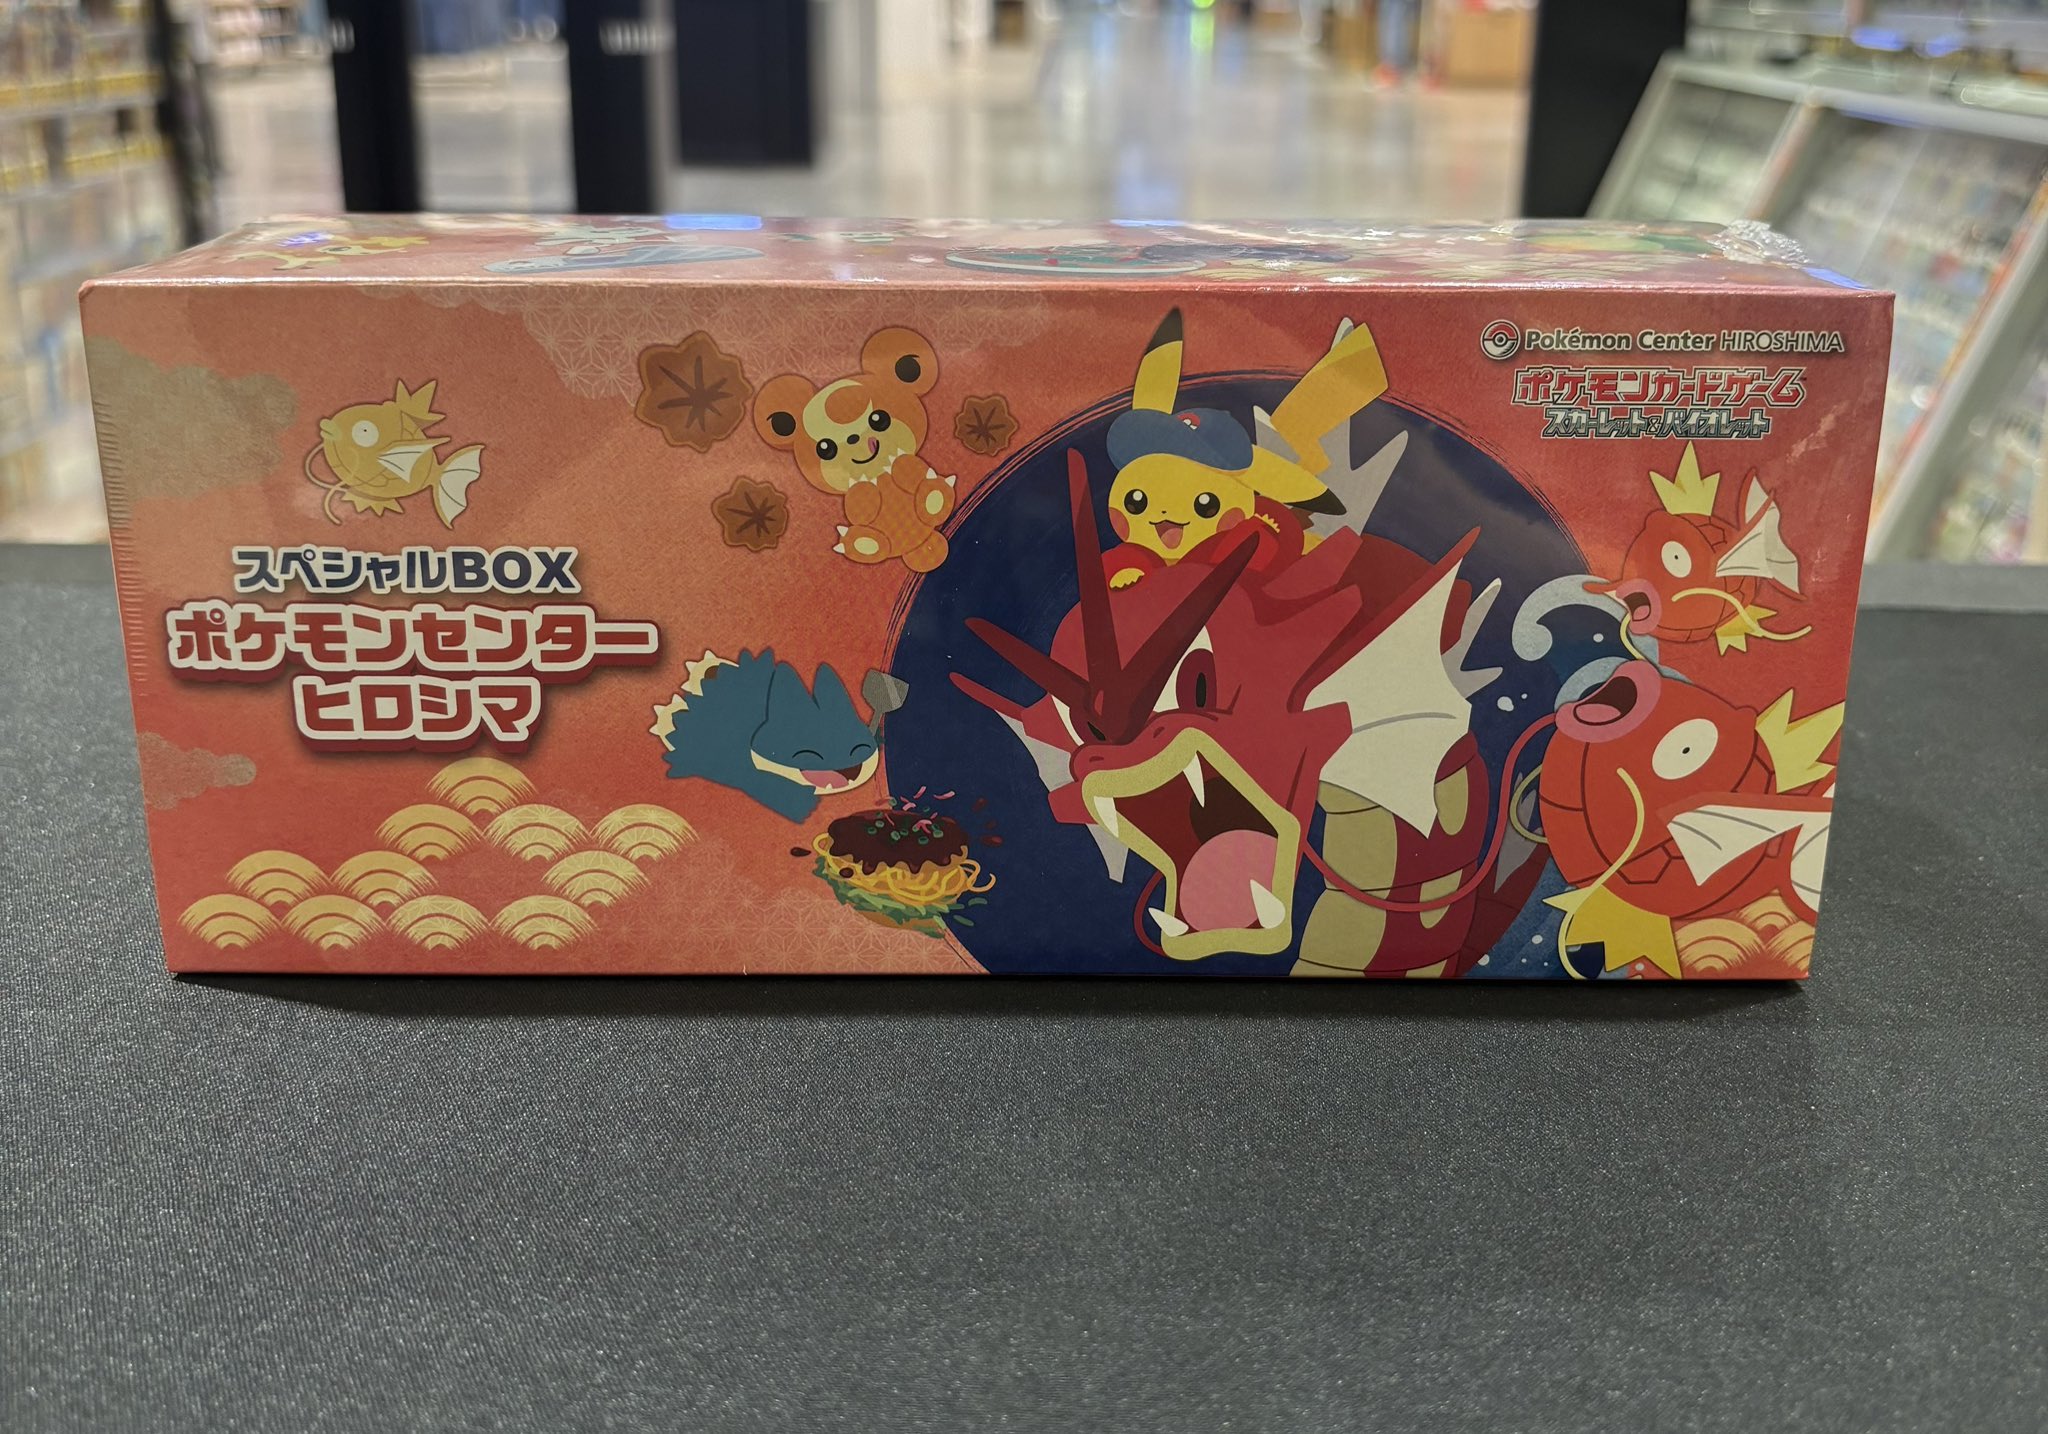 Pokémon Center HIROSHIMA
ポケモンカードゲーム
スカーレット&バイオレット
スペシャルBOX
ポケモンセンター
ヒロシマ